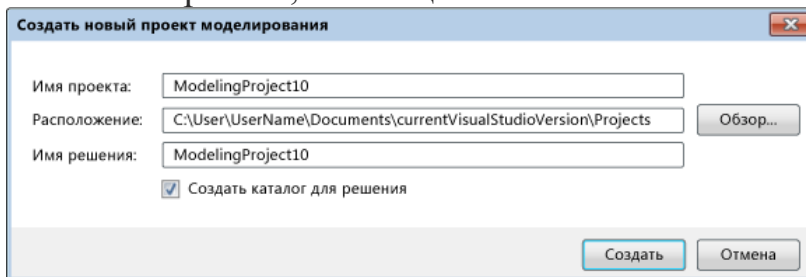 Создать новый проект моделирования
Имя проекта: ModelingProject10
Расположение: C:\User\UserName\Documents\currentVisualStudioVersion\Projects Обзор...
Имя решения: ModelingProject10
Создать каталог для решения
Создать Отмена